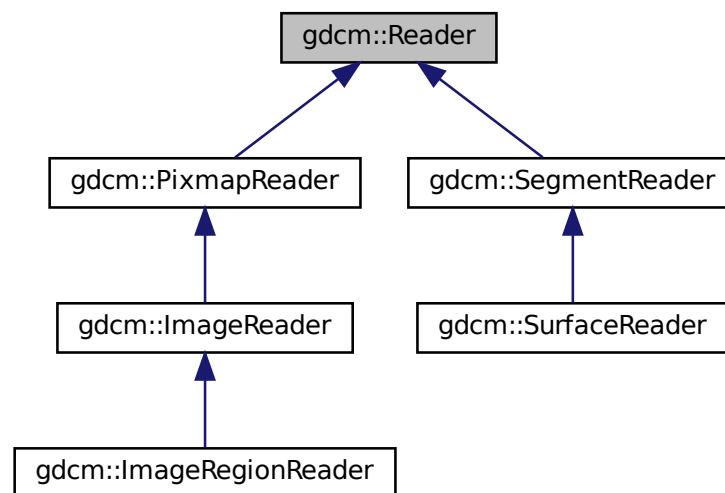 gdcm::Reader
gdcm::PixmapReader
gdcm::SegmentReader
gdcm::ImageReader
gdcm::SurfaceReader
gdcm::ImageRegionReader